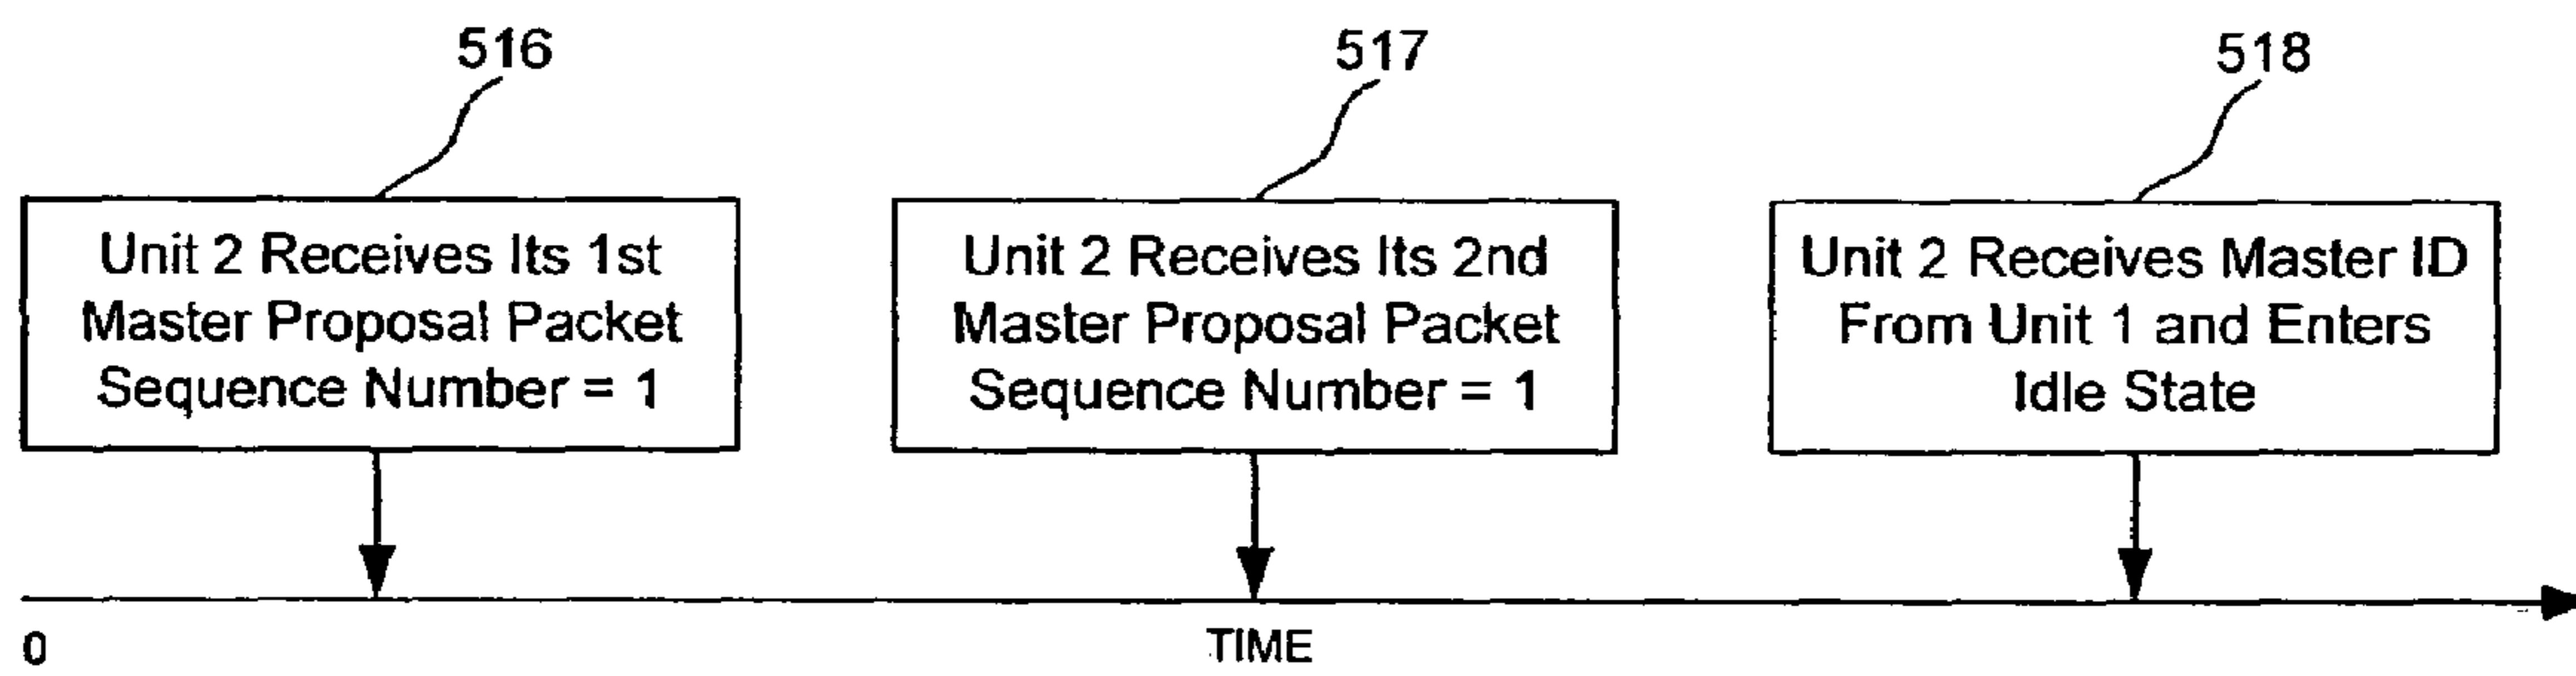 516
517
518
Unit 2 Receives Its 1st
Master Proposal Packet
Sequence Number = 1
Unit 2 Receives Its 2nd
Master Proposal Packet
Sequence Number = 1
Unit 2 Receives Master ID
From Unit 1 and Enters
Idle State
0
TIME